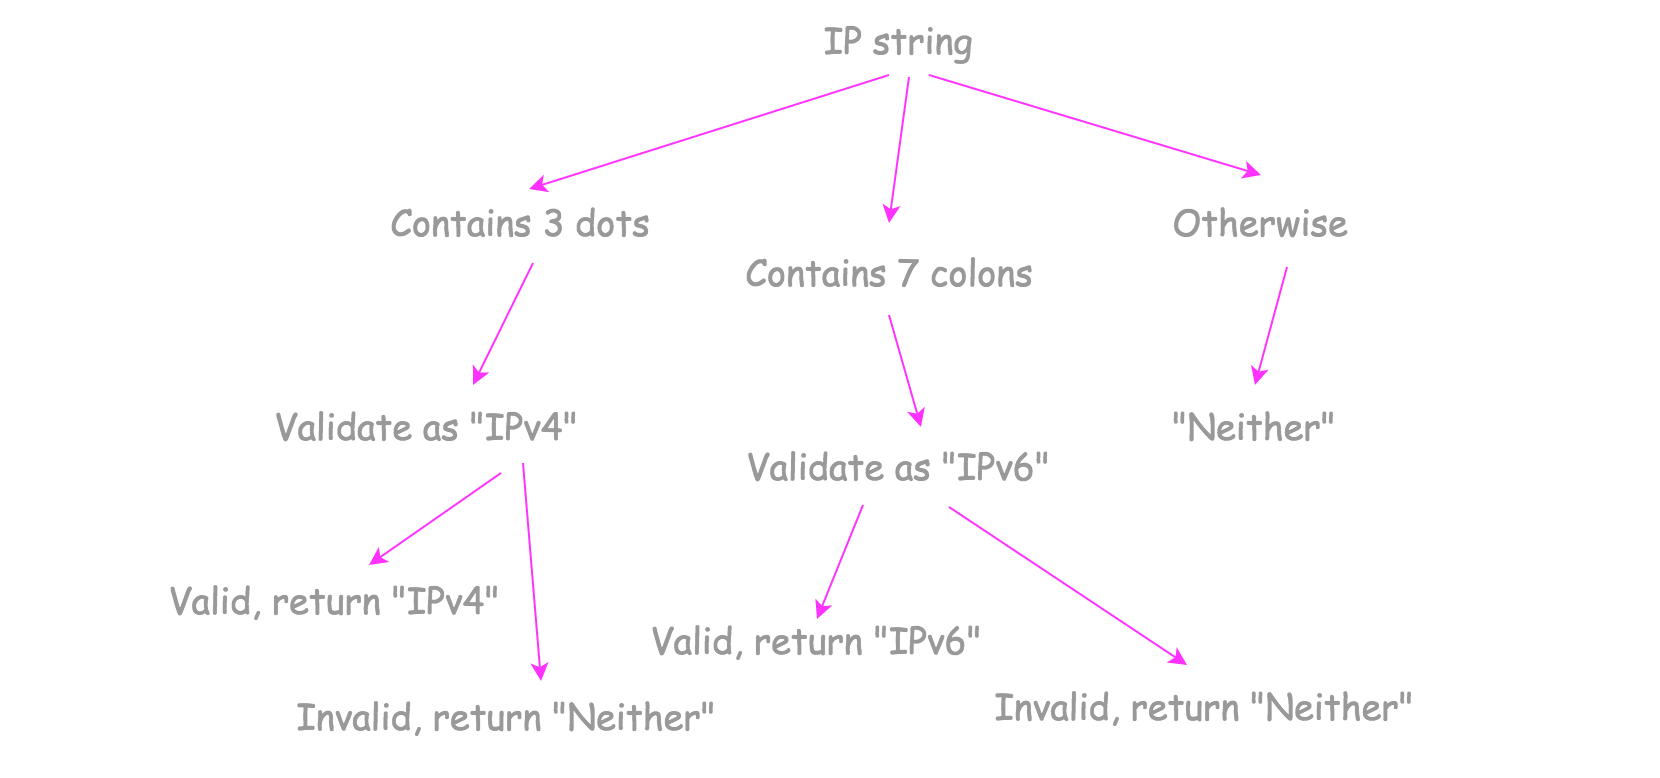 IP string
Contains 3 dots
Contains 7 colons
Otherwise
Validate as "IPv4"
Validate as "IPv6"
"Neither"
Valid, return "IPv4"
Invalid, return "Neither"
Valid, return "IPv6"
Invalid, return "Neither"